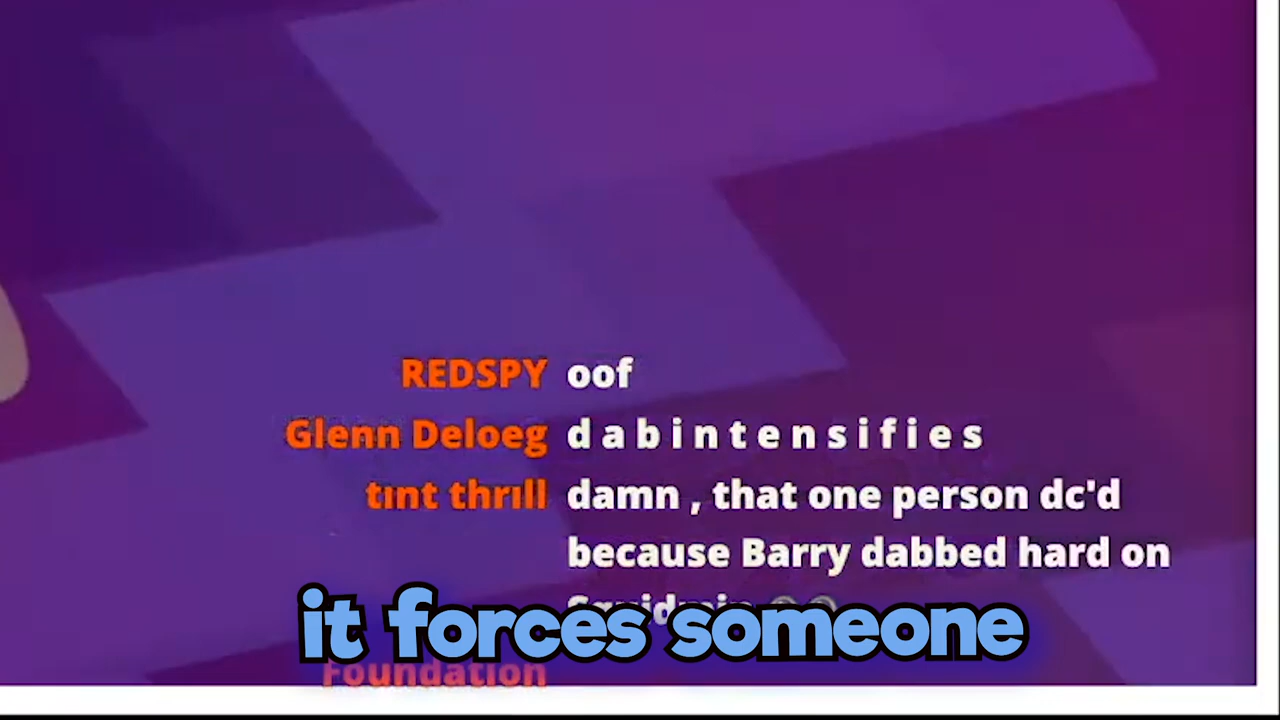 REDSPY oof
Glenn Deloeg d a b i n t e n s i f i e s
tınt thrıll damn , that one person dc'd
because Barry dabbed hard on
it forces someone
Foundation